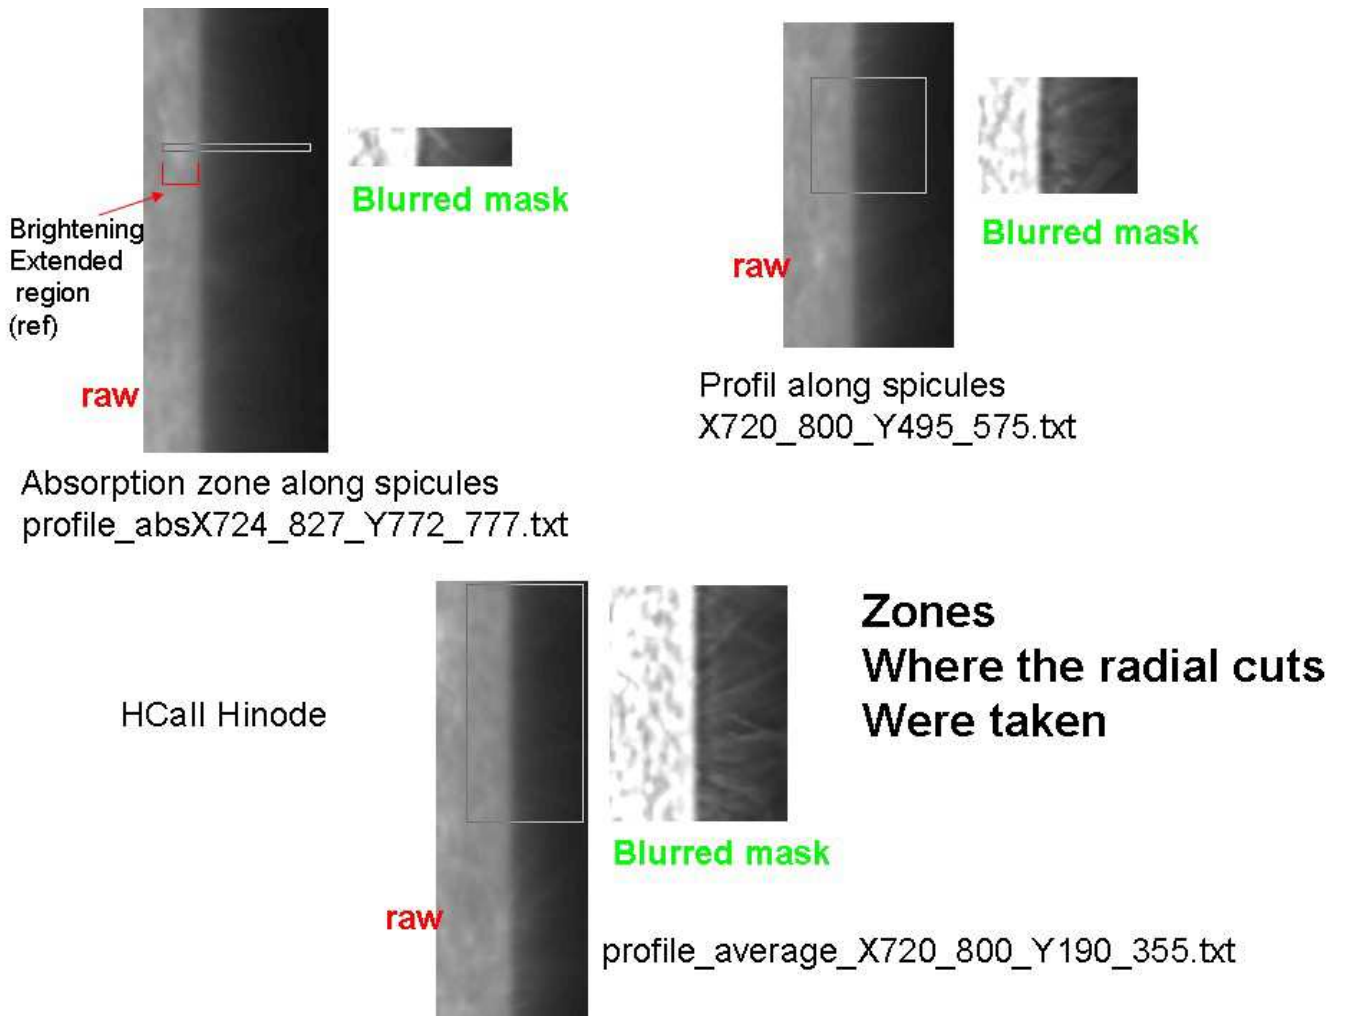 Blurred mask
Brightening
Extended
region
(ref)
raw
Absorption zone along spicules
profile_absX724_827_Y772_777.txt
Blurred mask
raw
Profil along spicules
X720_800_Y495_575.txt
HCaII Hinode
raw
Blurred mask
profile_average_X720_800_Y190_355.txt
Zones
Where the radial cuts
Were taken